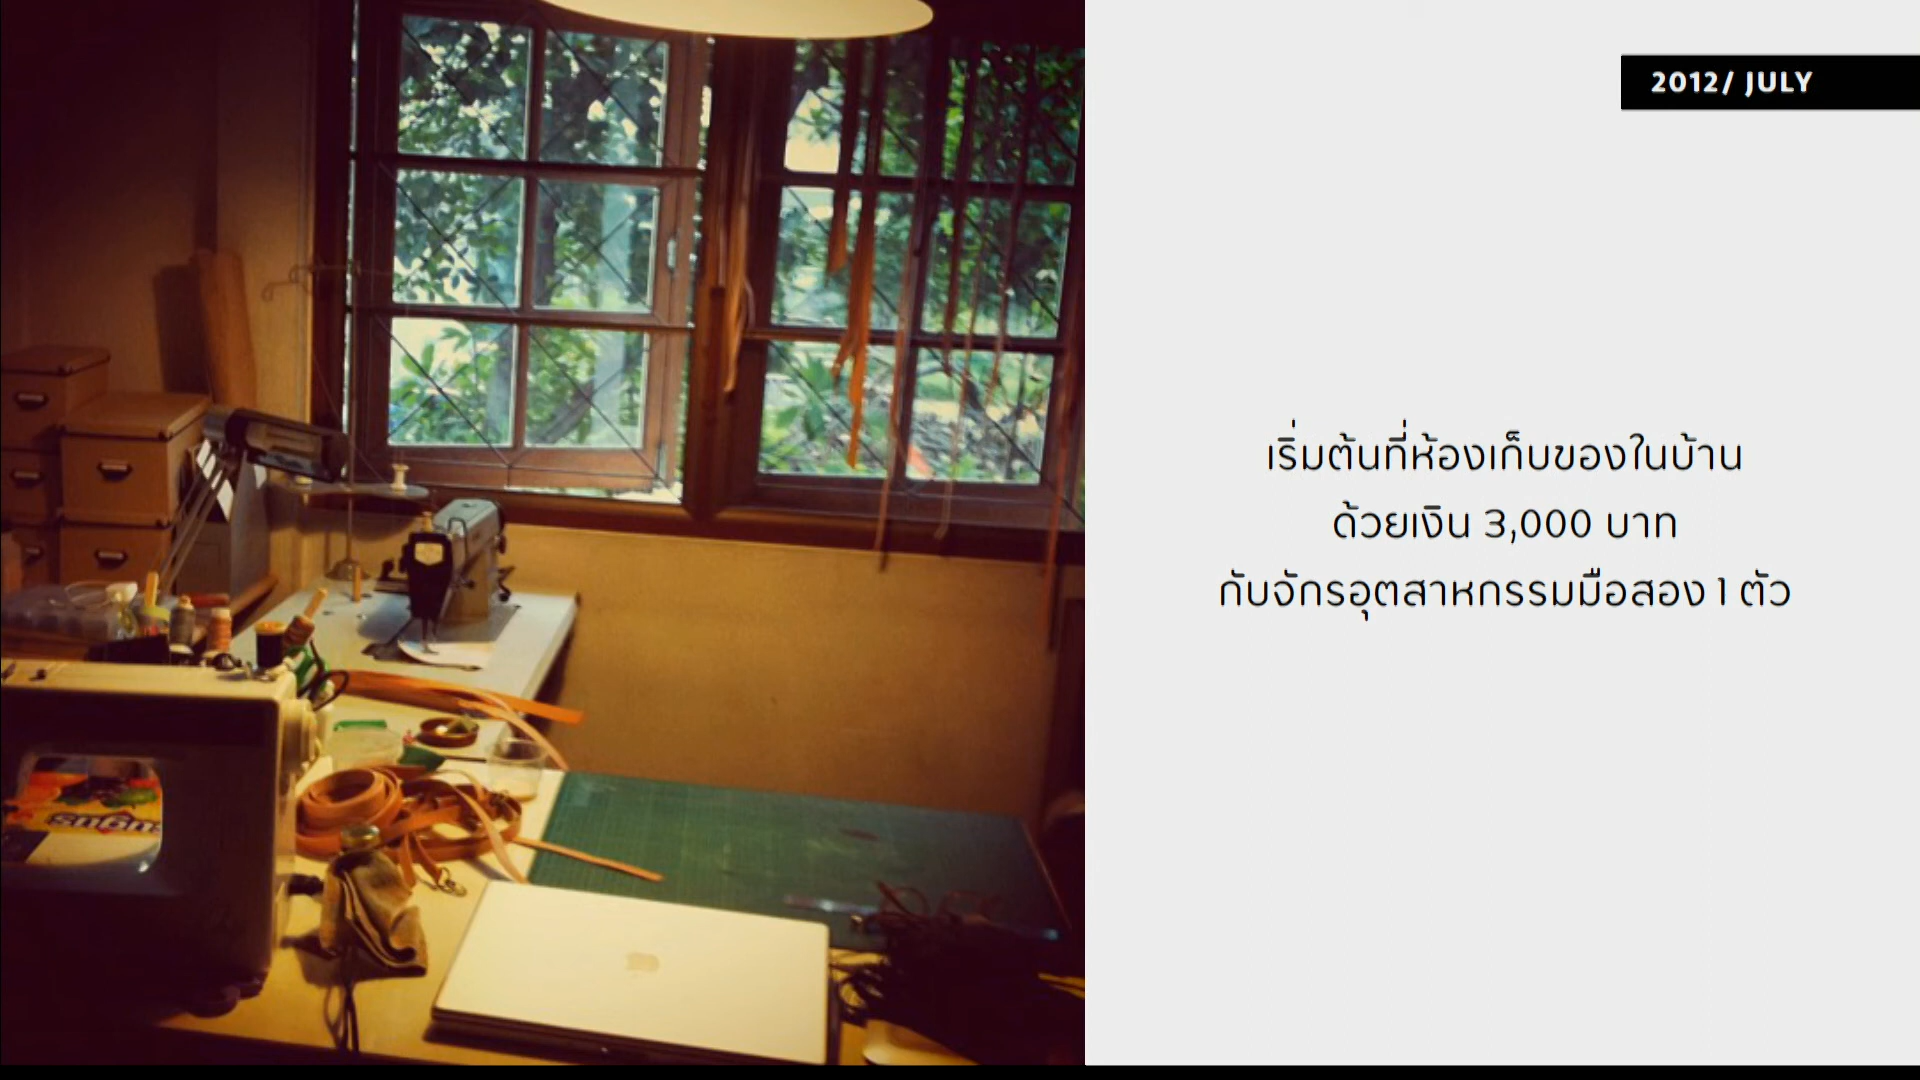 2012/ JULY
เริ่มต้นที่ห้องเก็บของในบ้าน
ด้วยเงิน 3,000 บาท
กับจักรอุตสาหกรรมมือสอง 1 ตัว